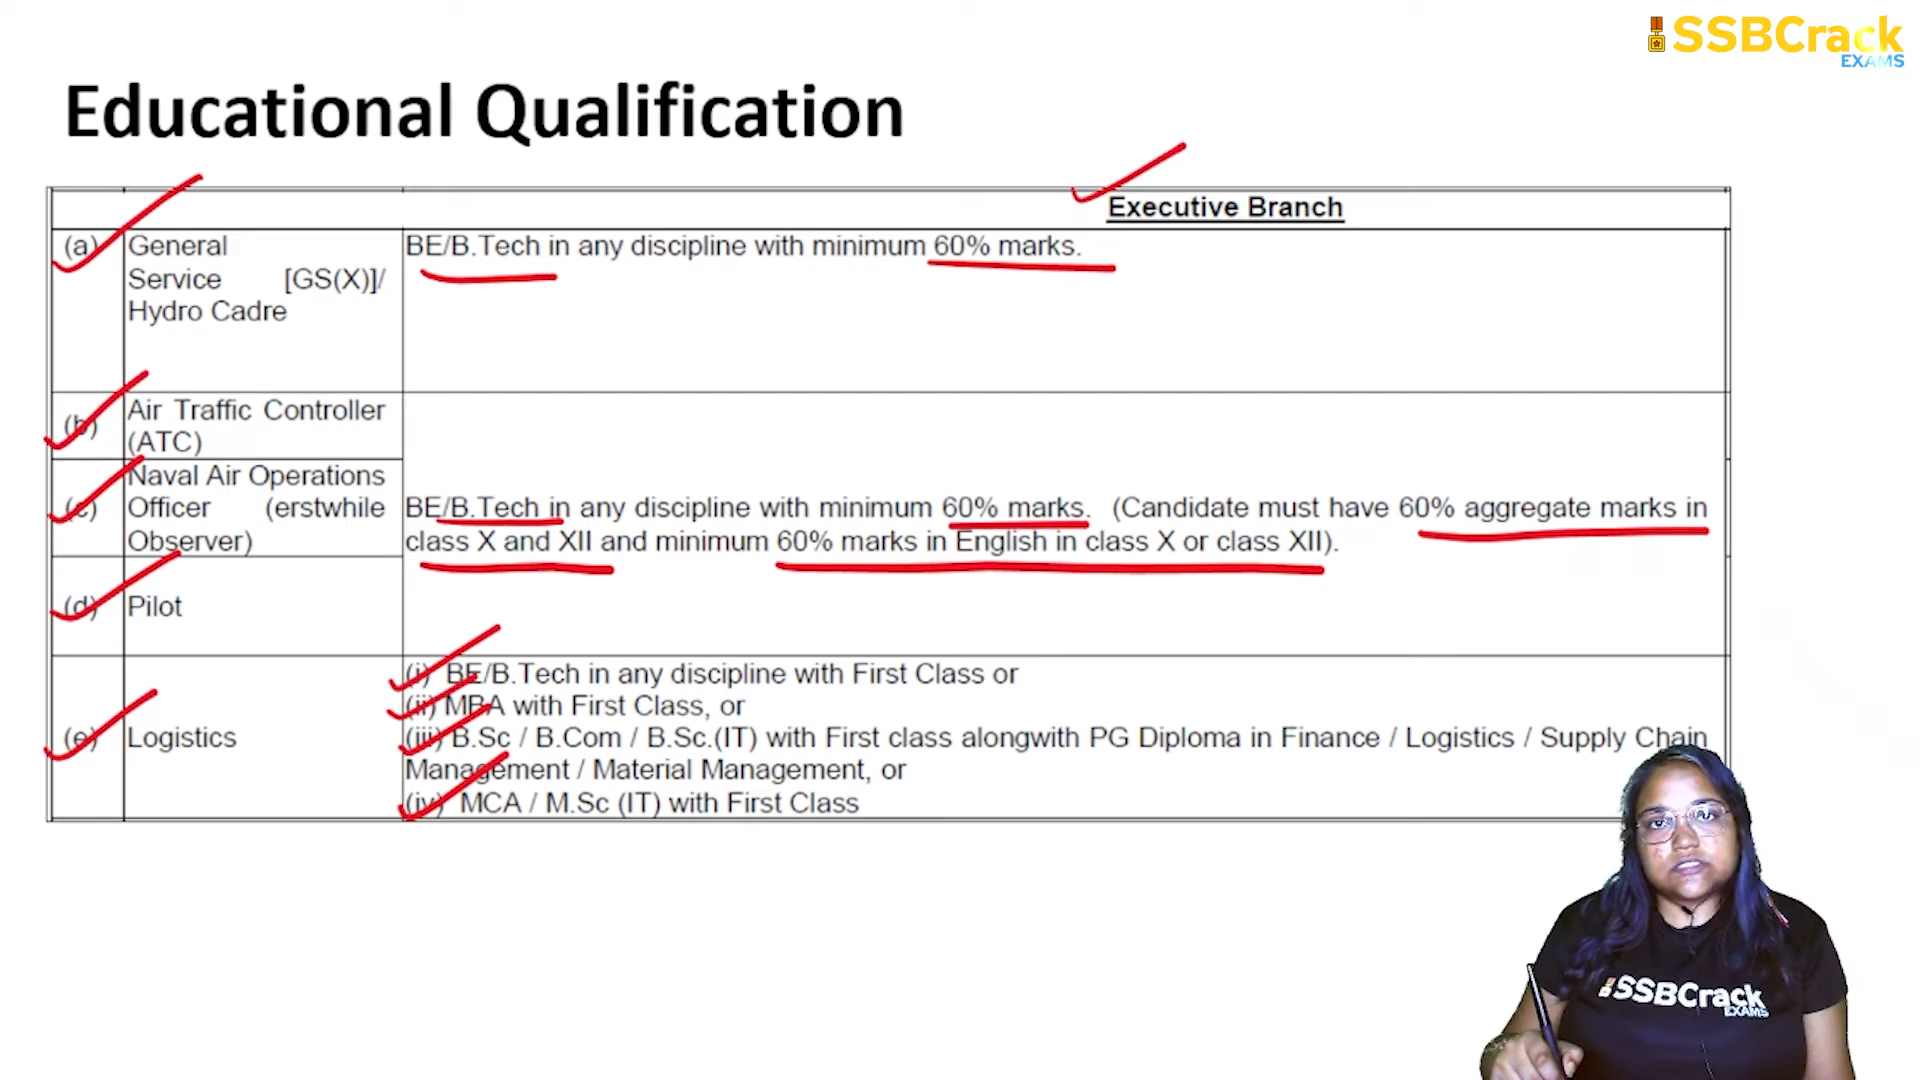 SSBCrack
EXAMS
Educational Qualification
Executive Branch
(a) General
Service [GS(X)]/
Hydro Cadre
BE/B.Tech in any discipline with minimum 60% marks.
(b) Air Traffic Controller
(ATC)
(c) Naval Air Operations
Officer (erstwhile
Observer)
(d) Pilot
BE/B.Tech in any discipline with minimum 60% marks. (Candidate must have 60% aggregate marks in
class X and XII and minimum 60% marks in English in class X or class XII).
(e) Logistics
(i) BE/B.Tech in any discipline with First Class or
(ii) MBA with First Class, or
(iii) B.Sc / B.Com / B.Sc.(IT) with First class alongwith PG Diploma in Finance / Logistics / Supply Chain
Management / Material Management, or
(iv) MCA / M.Sc (IT) with First Class
SSBCrack
EXAMS